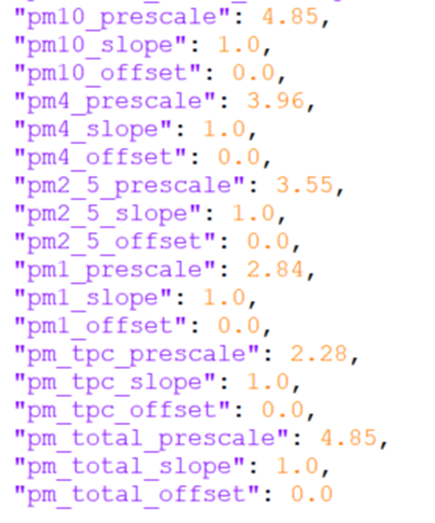 "pm10_prescale": 4.85,
"pm10_slope": 1.0,
"pm10_offset": 0.0,
"pm4_prescale": 3.96,
"pm4_slope": 1.0,
"pm4_offset": 0.0,
"pm2_5_prescale": 3.55,
"pm2_5_slope": 1.0,
"pm2_5_offset": 0.0,
"pm1_prescale": 2.84,
"pm1_slope": 1.0,
"pm1_offset": 0.0,
"pm_tpc_prescale": 2.28,
"pm_tpc_slope": 1.0,
"pm_tpc_offset": 0.0,
"pm_total_prescale": 4.85,
"pm_total_slope": 1.0,
"pm_total_offset": 0.0